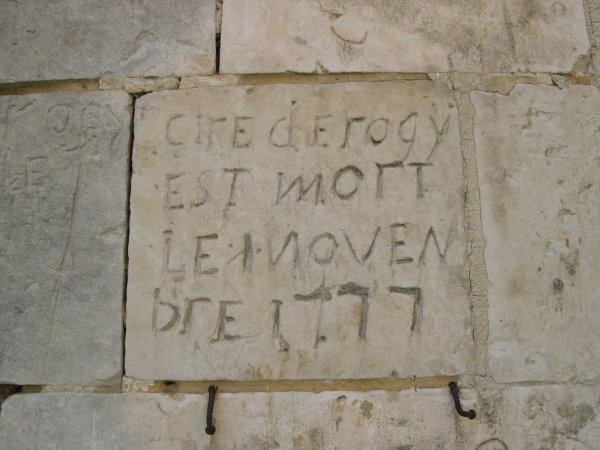 CIRE dEROGY
EST MORT
LE 1 NOVEN
bRE 1777